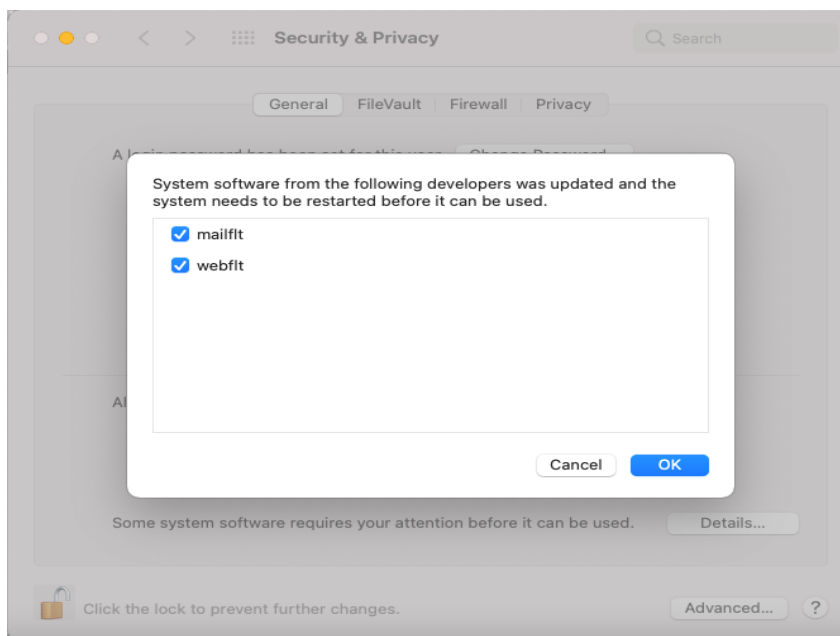 Security & Privacy
Search
General
FileVault
Firewall
Privacy
System software from the following developers was updated and the
system needs to be restarted before it can be used.
mailflt
webflt
Cancel
OK
Some system software requires your attention before it can be used.
Details...
Click the lock to prevent further changes.
Advanced...
?